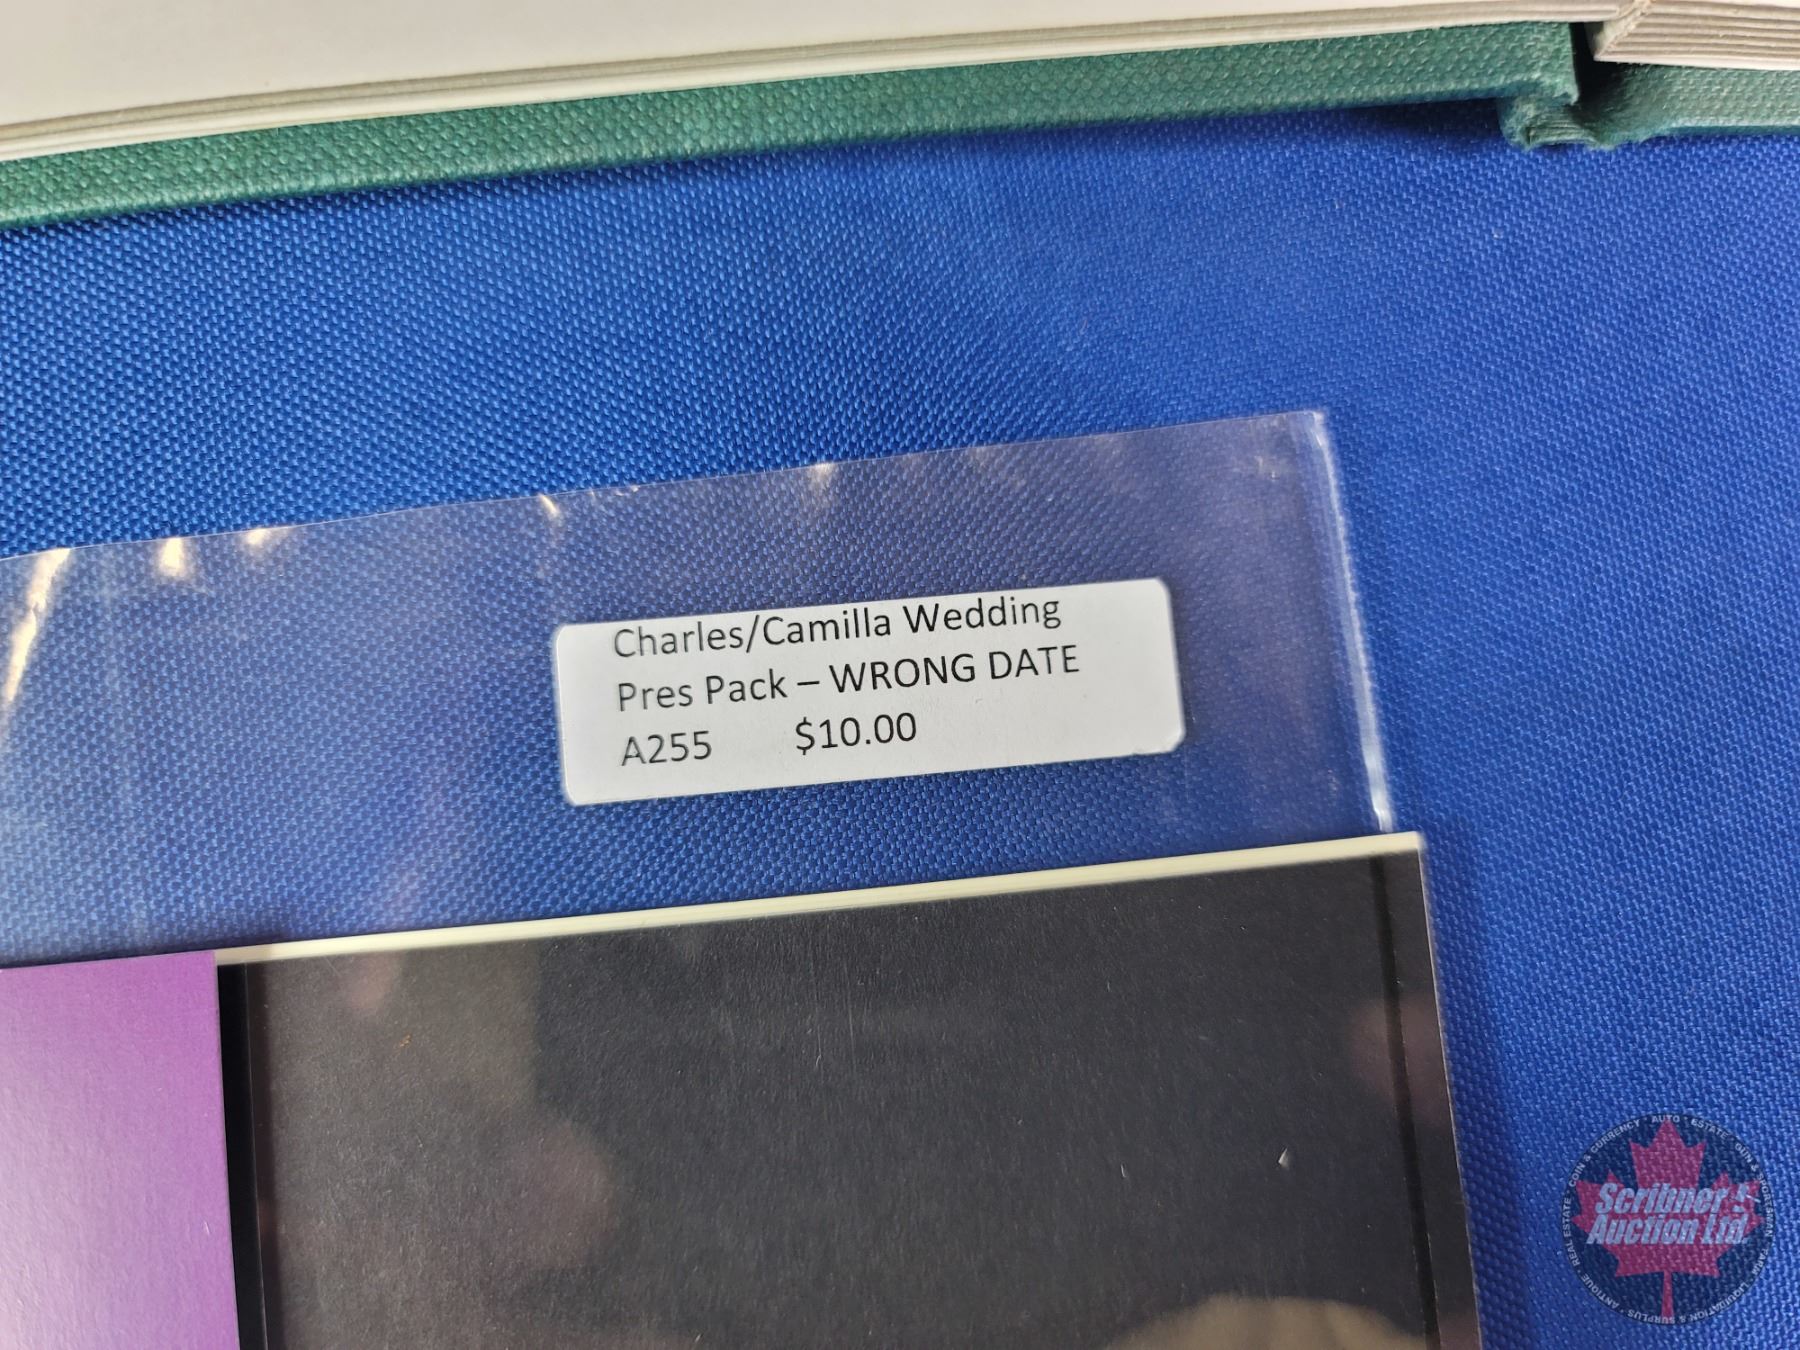 Charles/Camilla Wedding
Pres Pack – WRONG DATE
A255 $10.00
Scribner
Auction Ltd.